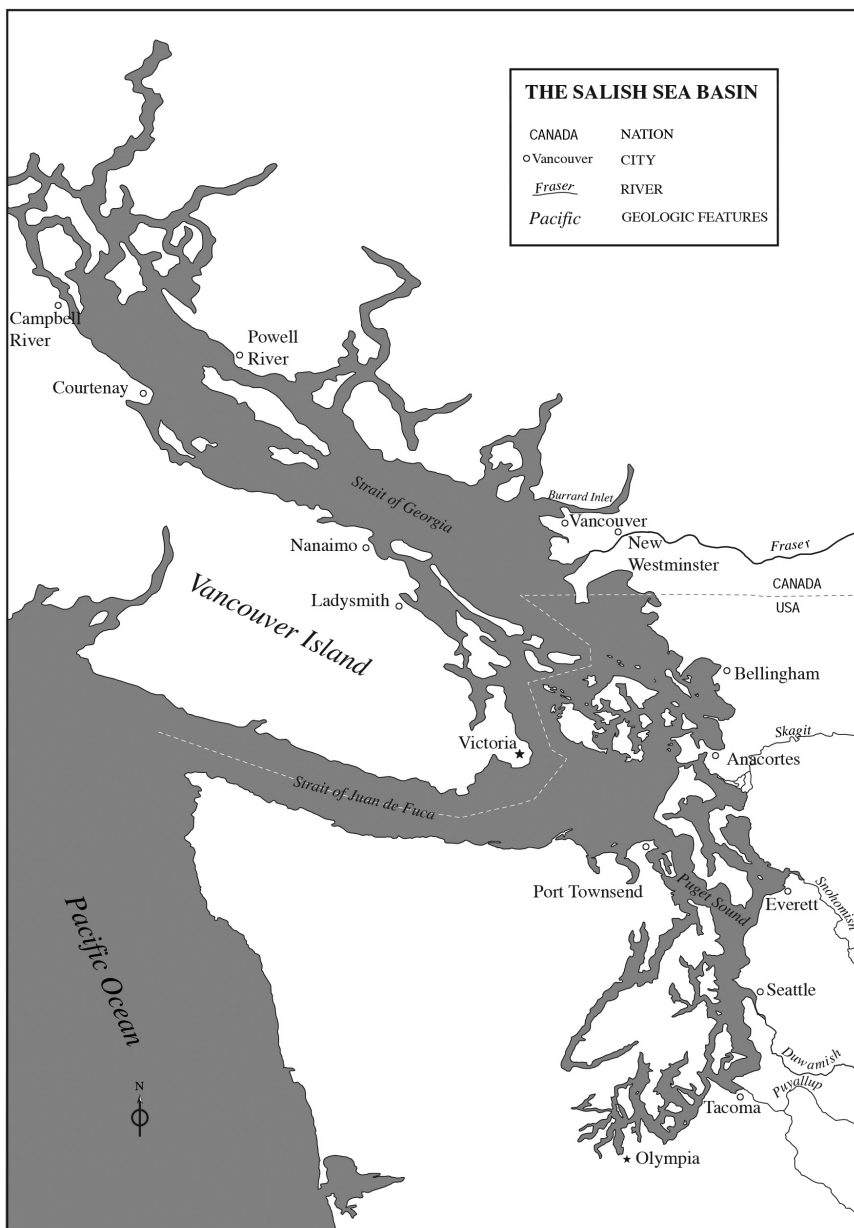 THE SALISH SEA BASIN
CANADA NATION
Vancouver CITY
Fraser RIVER
Pacific GEOLOGIC FEATURES
Campbell
River
Powell
River
Courtenay
Strait of Georgia
Burrard Inlet
Vancouver
New
Westminster
Fraser
Nanaimo
CANADA
USA
Ladysmith
Vancouver Island
Bellingham
Skagit
Victoria
Anacortes
Strait of Juan de Fuca
Port Townsend
Puget Sound
Everett
Snohomish
Pacific Ocean
Seattle
Duwamish
Puyallup
N
Tacoma
Olympia